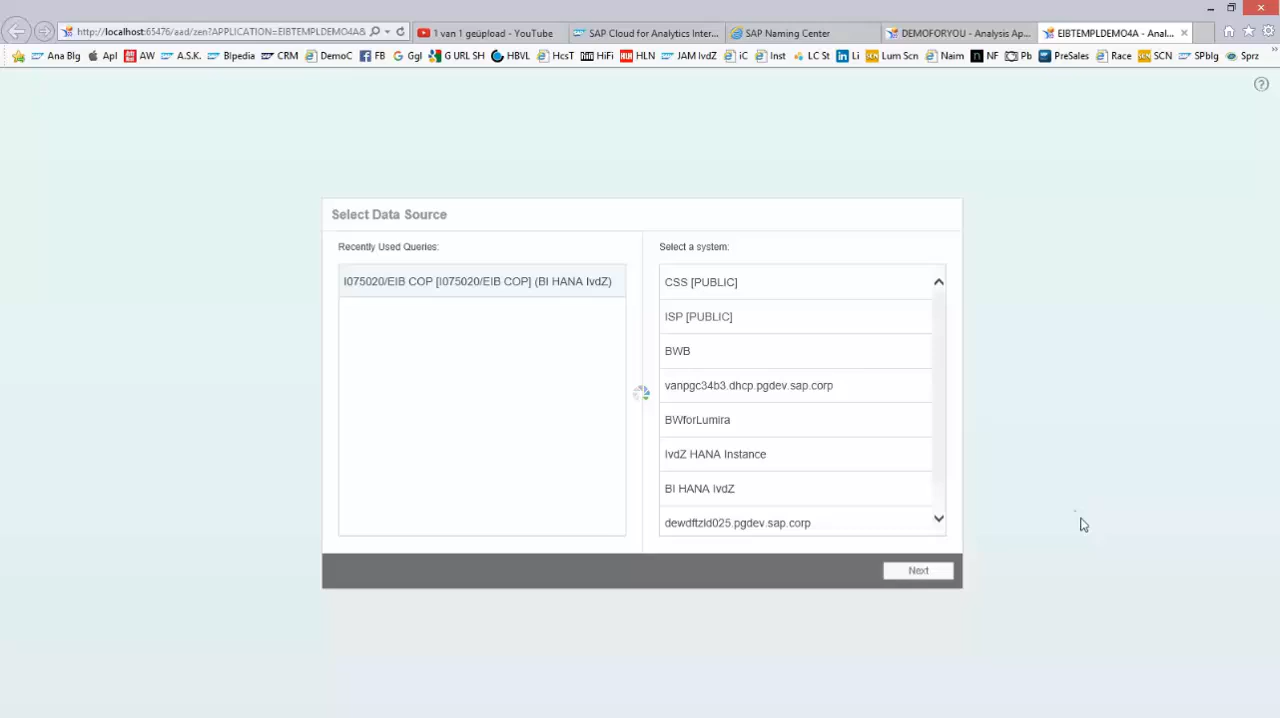 http://localhost:65476/aad/zen?APPLICATION=EIBTEMPLDEMO4A&
1 van 1 geüpload - YouTube
SAP Cloud for Analytics Inter...
SAP Naming Center
DEMOFORYOU - Analysis Ap...
EIBTEMPLDEMO4A - Anal...
Ana Blg
Apl
AW
A.S.K.
BIpedia
CRM
DemoC
FB
Ggl
G URL SH
HBVL
HcsT
HiFi
HLN
JAM IvdZ
iC
Inst
LC St
Li
Lum Scn
Naim
NF
Pb
PreSales
Race
SCN
SPblg
Sprz
Select Data Source
Recently Used Queries:
I075020/EIB COP [I075020/EIB COP] (BI HANA IvdZ)
Select a system:
CSS [PUBLIC]
ISP [PUBLIC]
BWB
vanpgc34b3.dhcp.pgdev.sap.corp
BWforLumira
IvdZ HANA Instance
BI HANA IvdZ
dewdftzld025.pgdev.sap.corp
Next